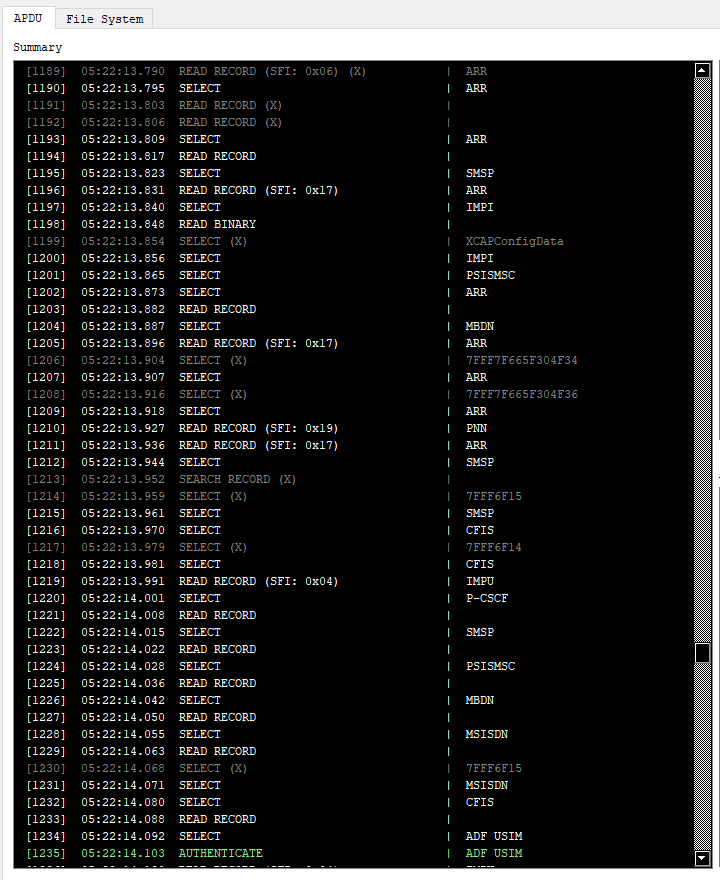 APDU File System
Summary
[1189] 05:22:13.790 READ RECORD (SFI: 0x06) (X) | ARR
[1190] 05:22:13.795 SELECT | ARR
[1191] 05:22:13.803 READ RECORD (X) |
[1192] 05:22:13.806 READ RECORD (X) |
[1193] 05:22:13.809 SELECT | ARR
[1194] 05:22:13.817 READ RECORD |
[1195] 05:22:13.823 SELECT | SMSP
[1196] 05:22:13.831 READ RECORD (SFI: 0x17) | ARR
[1197] 05:22:13.840 SELECT | IMPI
[1198] 05:22:13.848 READ BINARY |
[1199] 05:22:13.854 SELECT (X) | XCAPConfigData
[1200] 05:22:13.856 SELECT | IMPI
[1201] 05:22:13.865 SELECT | PSISMSC
[1202] 05:22:13.873 SELECT | ARR
[1203] 05:22:13.882 READ RECORD |
[1204] 05:22:13.887 SELECT | MBDN
[1205] 05:22:13.896 READ RECORD (SFI: 0x17) | ARR
[1206] 05:22:13.904 SELECT (X) | 7FFF7F665F304F34
[1207] 05:22:13.907 SELECT | ARR
[1208] 05:22:13.916 SELECT (X) | 7FFF7F665F304F36
[1209] 05:22:13.918 SELECT | ARR
[1210] 05:22:13.927 READ RECORD (SFI: 0x19) | PNN
[1211] 05:22:13.936 READ RECORD (SFI: 0x17) | ARR
[1212] 05:22:13.944 SELECT | SMSP
[1213] 05:22:13.952 SEARCH RECORD (X) |
[1214] 05:22:13.959 SELECT (X) | 7FFF6F15
[1215] 05:22:13.961 SELECT | SMSP
[1216] 05:22:13.970 SELECT | CFIS
[1217] 05:22:13.979 SELECT (X) | 7FFF6F14
[1218] 05:22:13.981 SELECT | CFIS
[1219] 05:22:13.991 READ RECORD (SFI: 0x04) | IMPU
[1220] 05:22:14.001 SELECT | P-CSCF
[1221] 05:22:14.008 READ RECORD |
[1222] 05:22:14.015 SELECT | SMSP
[1223] 05:22:14.022 READ RECORD |
[1224] 05:22:14.028 SELECT | PSISMSC
[1225] 05:22:14.036 READ RECORD |
[1226] 05:22:14.042 SELECT | MBDN
[1227] 05:22:14.050 READ RECORD |
[1228] 05:22:14.055 SELECT | MSISDN
[1229] 05:22:14.063 READ RECORD |
[1230] 05:22:14.068 SELECT (X) | 7FFF6F15
[1231] 05:22:14.071 SELECT | MSISDN
[1232] 05:22:14.080 SELECT | CFIS
[1233] 05:22:14.088 READ RECORD |
[1234] 05:22:14.092 SELECT | ADF USIM
[1235] 05:22:14.103 AUTHENTICATE | ADF USIM